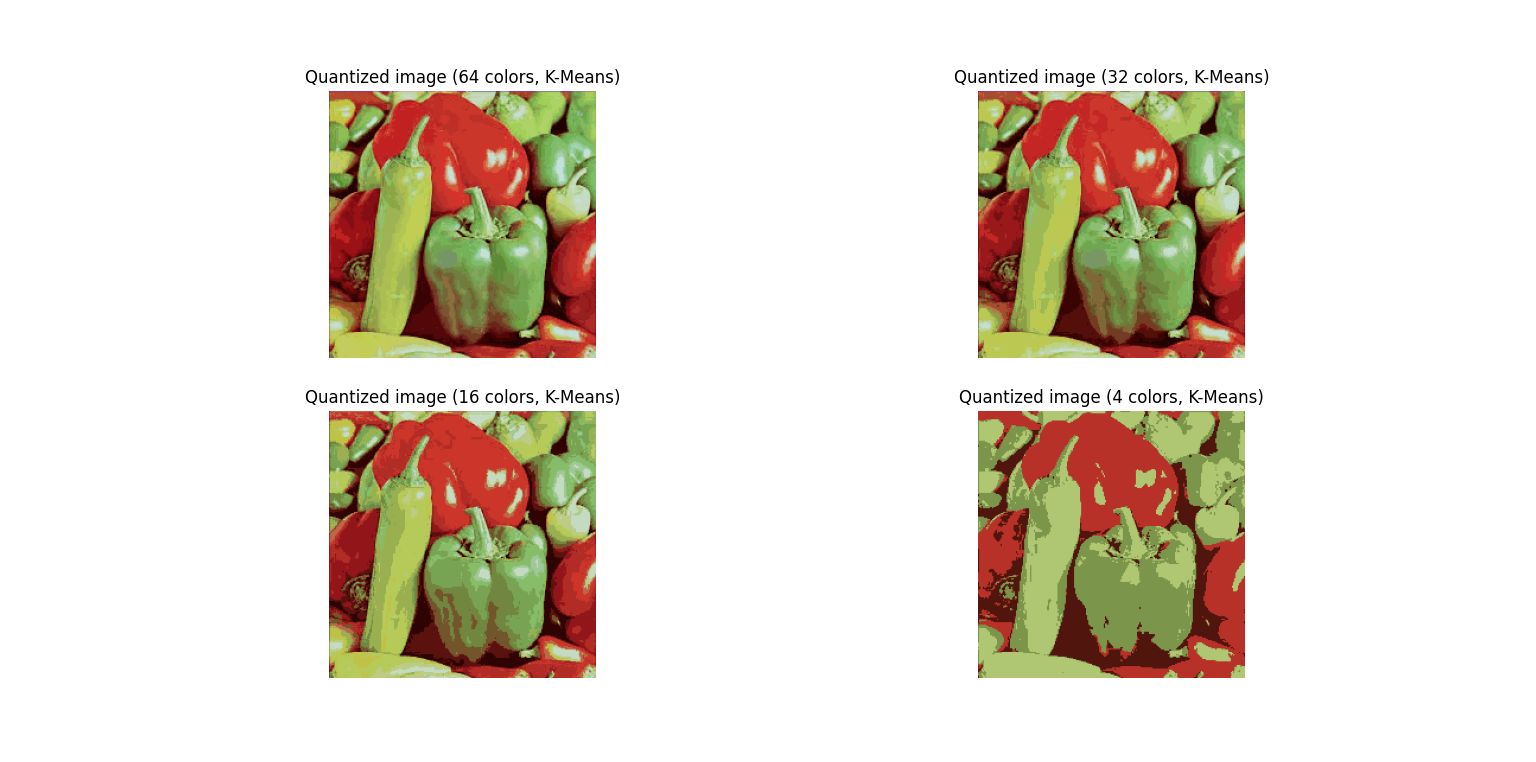 Quantized image (64 colors, K-Means)
Quantized image (32 colors, K-Means)
Quantized image (16 colors, K-Means)
Quantized image (4 colors, K-Means)